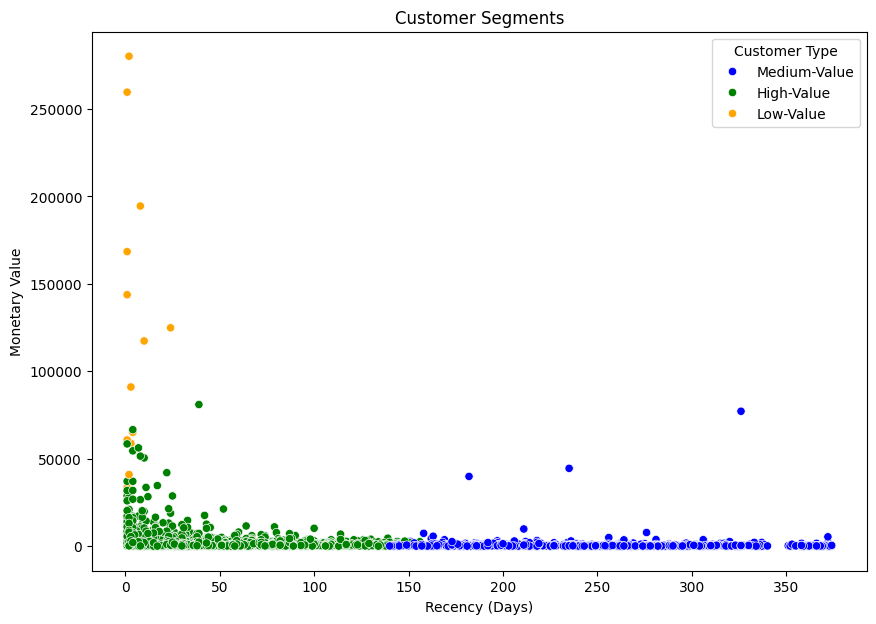 Customer Segments
Customer Type
Medium-Value
High-Value
Low-Value
250000
200000
150000
100000
50000
0
Monetary Value
0 50 100 150 200 250 300 350
Recency (Days)